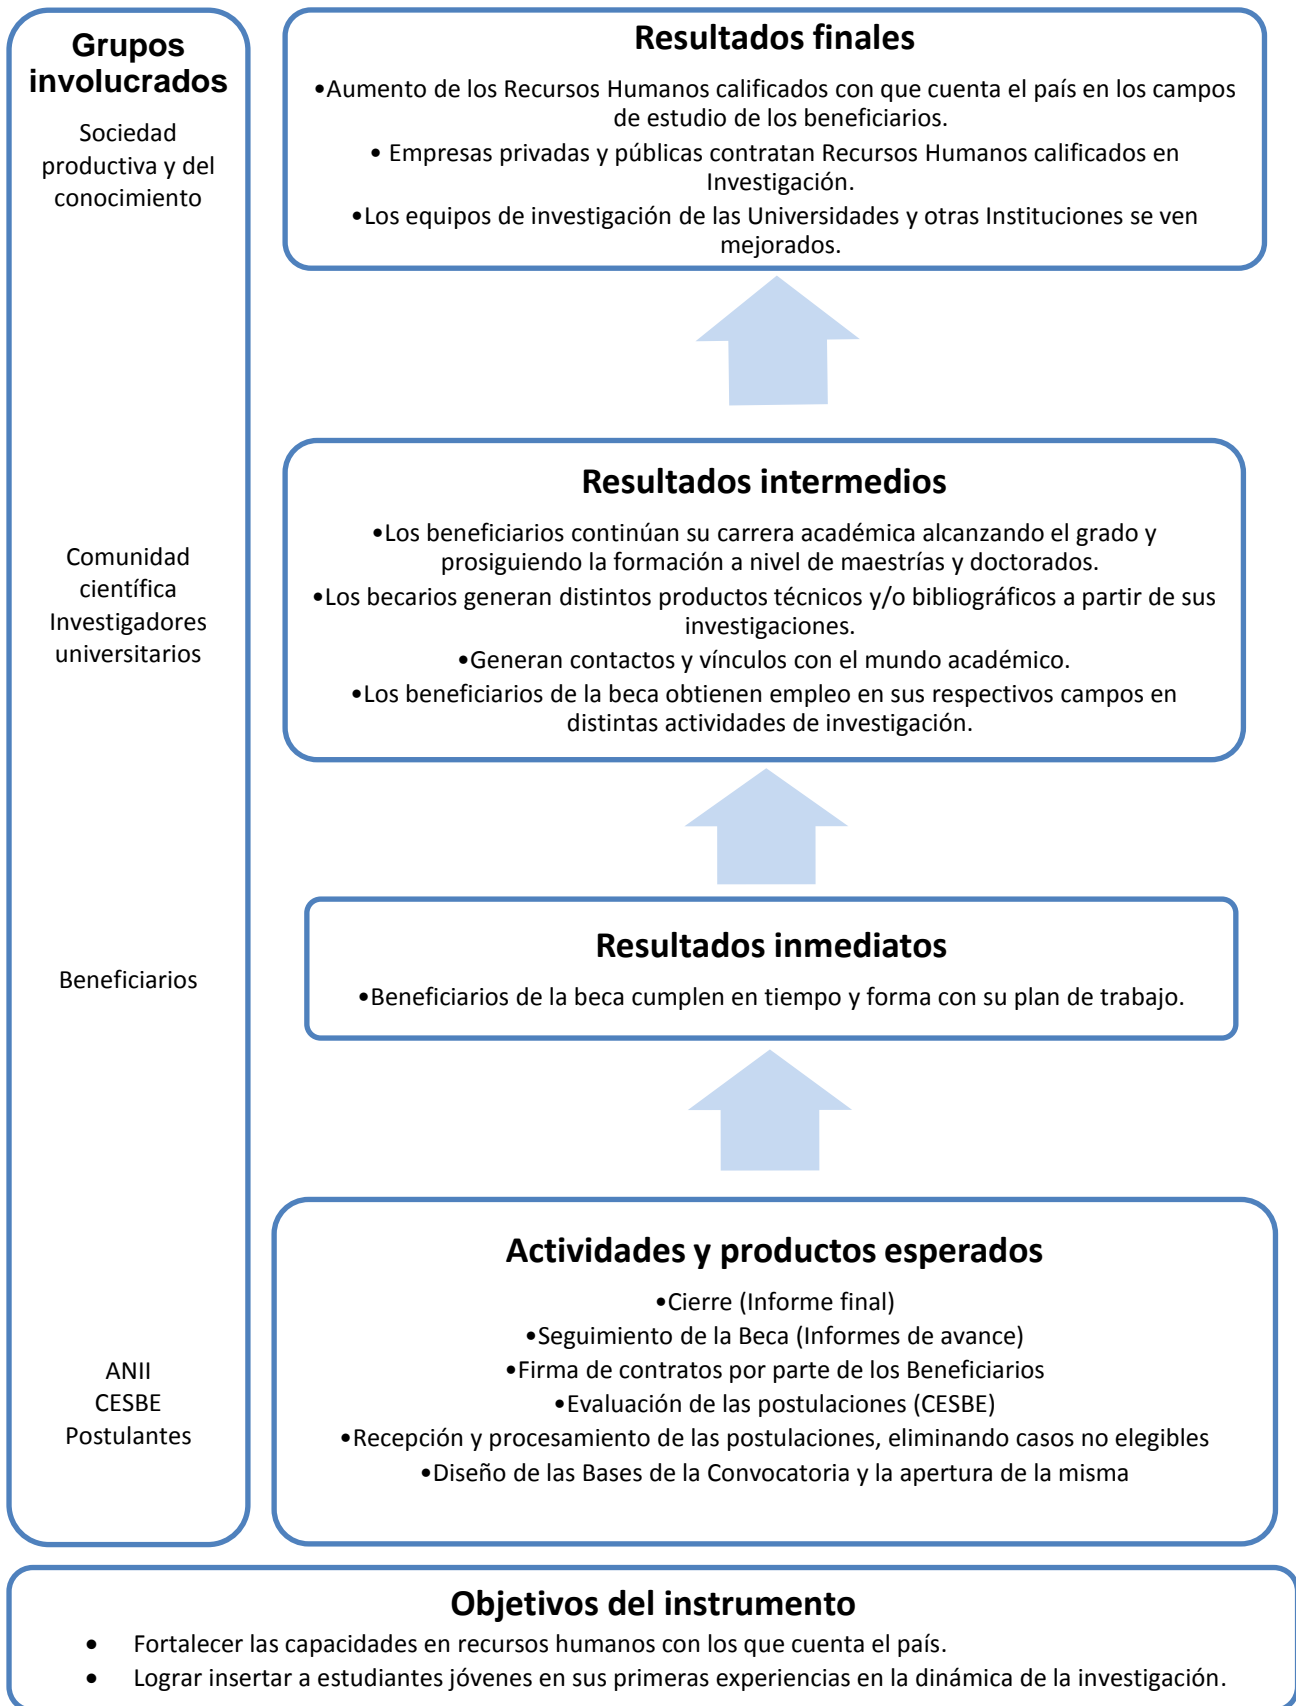 Grupos
involucrados
Sociedad
productiva y del
conocimiento
Comunidad
científica
Investigadores
universitarios
Beneficiarios
ANII
CESBE
Postulantes
Resultados finales
•Aumento de los Recursos Humanos calificados con que cuenta el país en los campos
de estudio de los beneficiarios.
• Empresas privadas y públicas contratan Recursos Humanos calificados en
Investigación.
•Los equipos de investigación de las Universidades y otras Instituciones se ven
mejorados.
Resultados intermedios
•Los beneficiarios continúan su carrera académica alcanzando el grado y
prosiguiendo la formación a nivel de maestrías y doctorados.
•Los becarios generan distintos productos técnicos y/o bibliográficos a partir de sus
investigaciones.
•Generan contactos y vínculos con el mundo académico.
•Los beneficiarios de la beca obtienen empleo en sus respectivos campos en
distintas actividades de investigación.
Resultados inmediatos
•Beneficiarios de la beca cumplen en tiempo y forma con su plan de trabajo.
Actividades y productos esperados
•Cierre (Informe final)
•Seguimiento de la Beca (Informes de avance)
•Firma de contratos por parte de los Beneficiarios
•Evaluación de las postulaciones (CESBE)
•Recepción y procesamiento de las postulaciones, eliminando casos no elegibles
•Diseño de las Bases de la Convocatoria y la apertura de la misma
Objetivos del instrumento
• Fortalecer las capacidades en recursos humanos con los que cuenta el país.
• Lograr insertar a estudiantes jóvenes en sus primeras experiencias en la dinámica de la investigación.